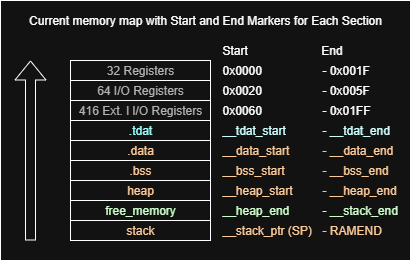 Current memory map with Start and End Markers for Each Section
Start End
32 Registers 0x0000 - 0x001F
64 I/O Registers 0x0020 - 0x005F
416 Ext. I I/O Registers 0x0060 - 0x01FF
.tdat __tdat_start - __tdat_end
.data __data_start - __data_end
.bss __bss_start - __bss_end
heap __heap_start - __heap_end
free_memory __heap_end - __stack_end
stack __stack_ptr (SP) - RAMEND